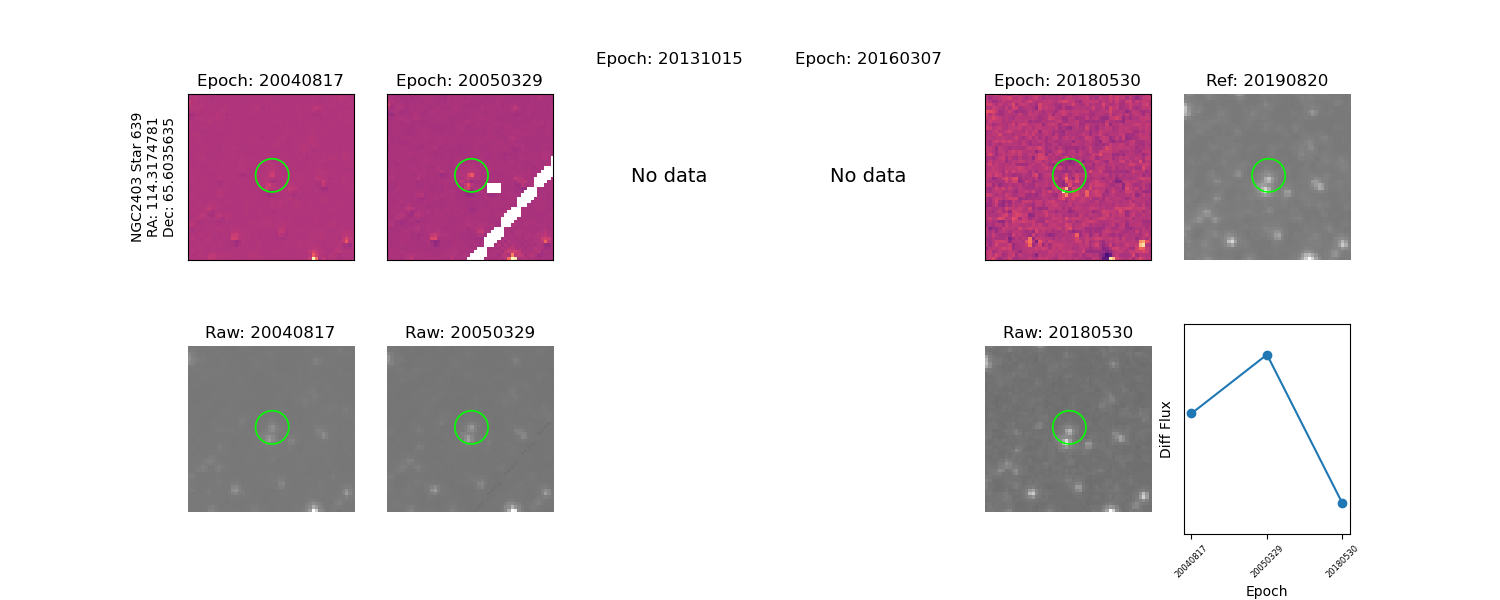 Epoch: 20131015
Epoch: 20160307
Epoch: 20040817
Epoch: 20050329
Epoch: 20180530
Ref: 20190820
NGC2403 Star 639
RA: 114.3174781
Dec: 65.6035635
No data
No data
Raw: 20040817
Raw: 20050329
Raw: 20180530
Diff Flux
20040817
20050329
20180530
Epoch